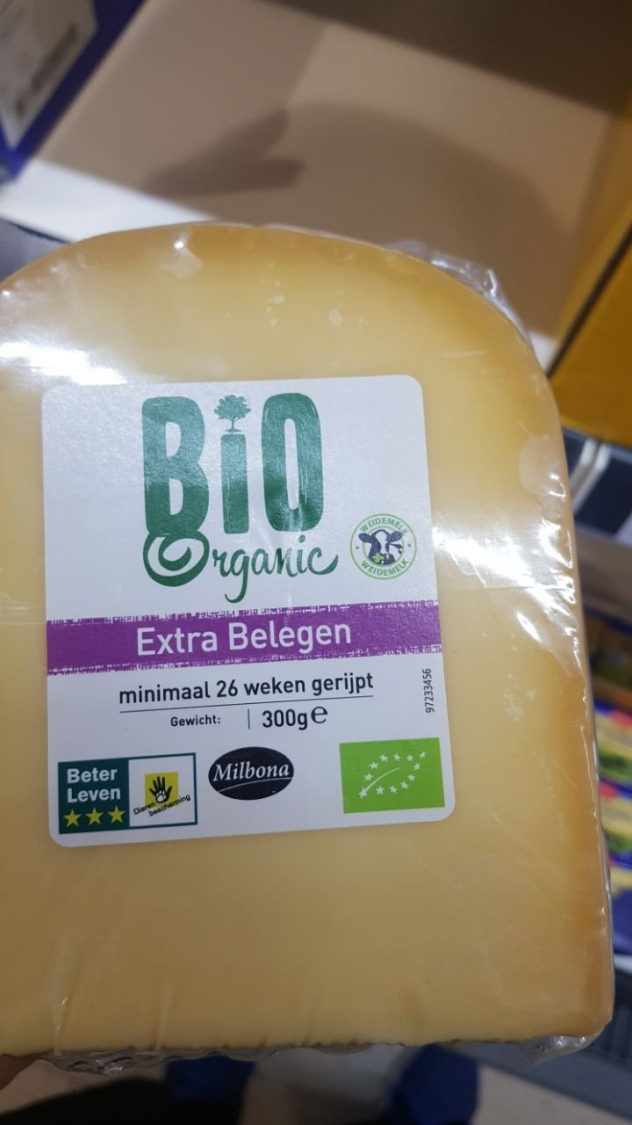 BiO
Organic
WEIDEMELK
WEIDEMELK
Extra Belegen
minimaal 26 weken gerijpt
Gewicht: 300g℮
97233456
Beter
Leven
Dierenbescherming
Milbona